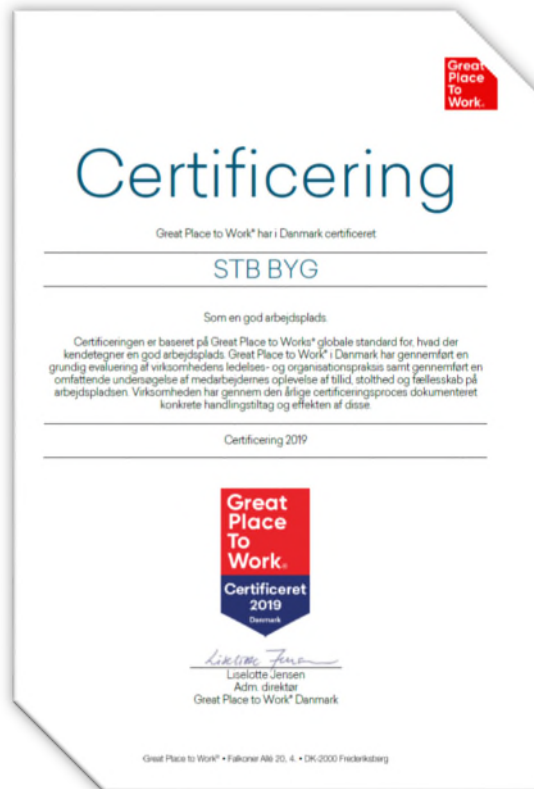 Great
Place
To
Work®
Certificering
Great Place to Work® har i Danmark certificeret
STB BYG
Som en god arbejdsplads.
Certificeringen er baseret på Great Place to Works® globale standard for, hvad der
kendetegner en god arbejdsplads. Great Place to Work® i Danmark har gennemført en
grundig evaluering af virksomhedens ledelses- og organisationspraksis samt gennemført en
omfattende undersøgelse af medarbejdernes oplevelse af tillid, stolthed og fællesskab på
arbejdspladsen. Virksomheden har gennem den årlige certificeringsproces dokumenteret
konkrete handlingstiltag og effekten af disse.
Certificering 2019
Great
Place
To
Work®
Certificeret
2019
Danmark
Liselotte Jensen
Liselotte Jensen
Adm. direktør
Great Place to Work® Danmark
Great Place to Work® • Falkoner Allé 20, 4. • DK-2000 Frederiksberg